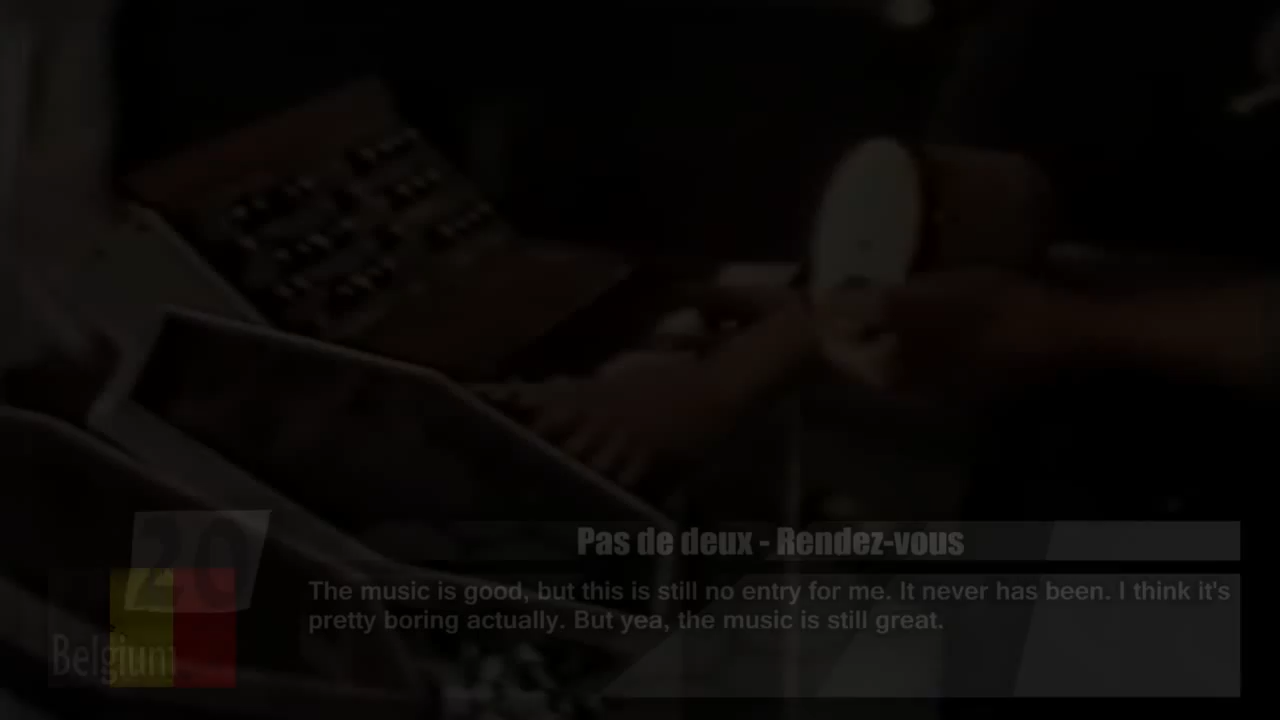 20
Belgium
Pas de deux - Rendez-vous
The music is good, but this is still no entry for me. It never has been. I think it's
pretty boring actually. But yea, the music is still great.